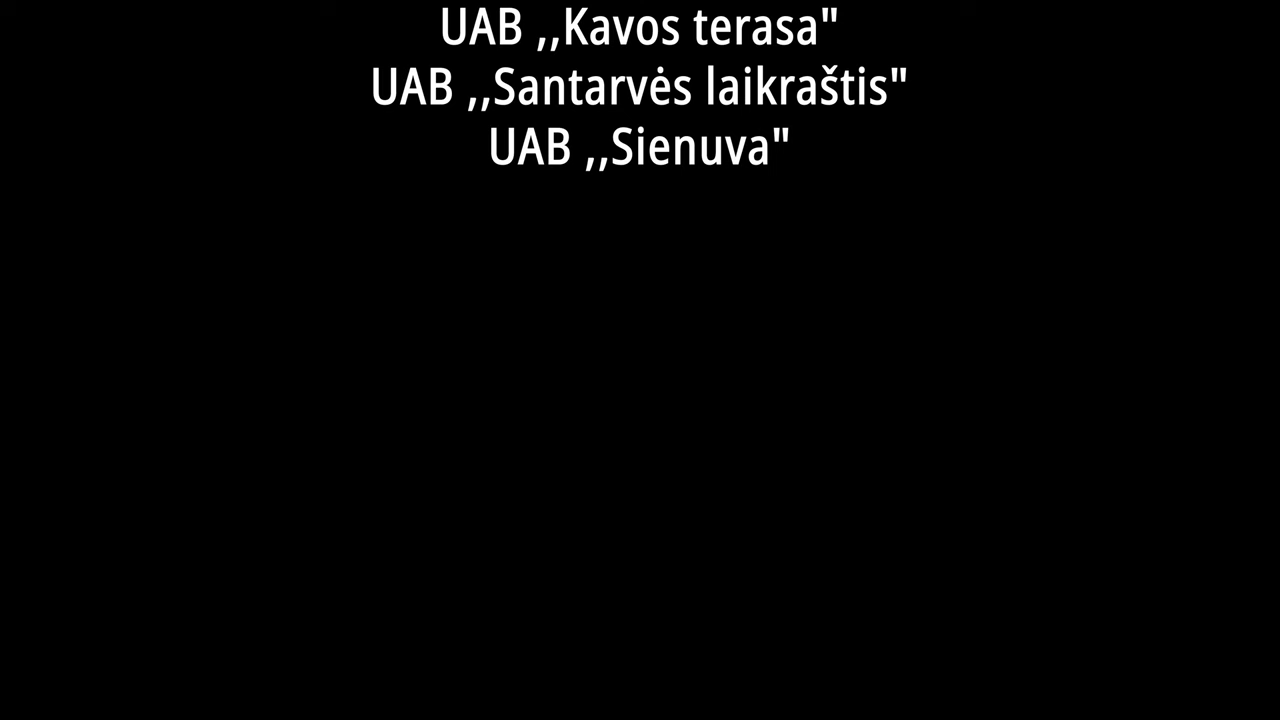 UAB ,,Kavos terasa"
UAB ,,Santarvės laikraštis"
UAB ,,Sienuva"